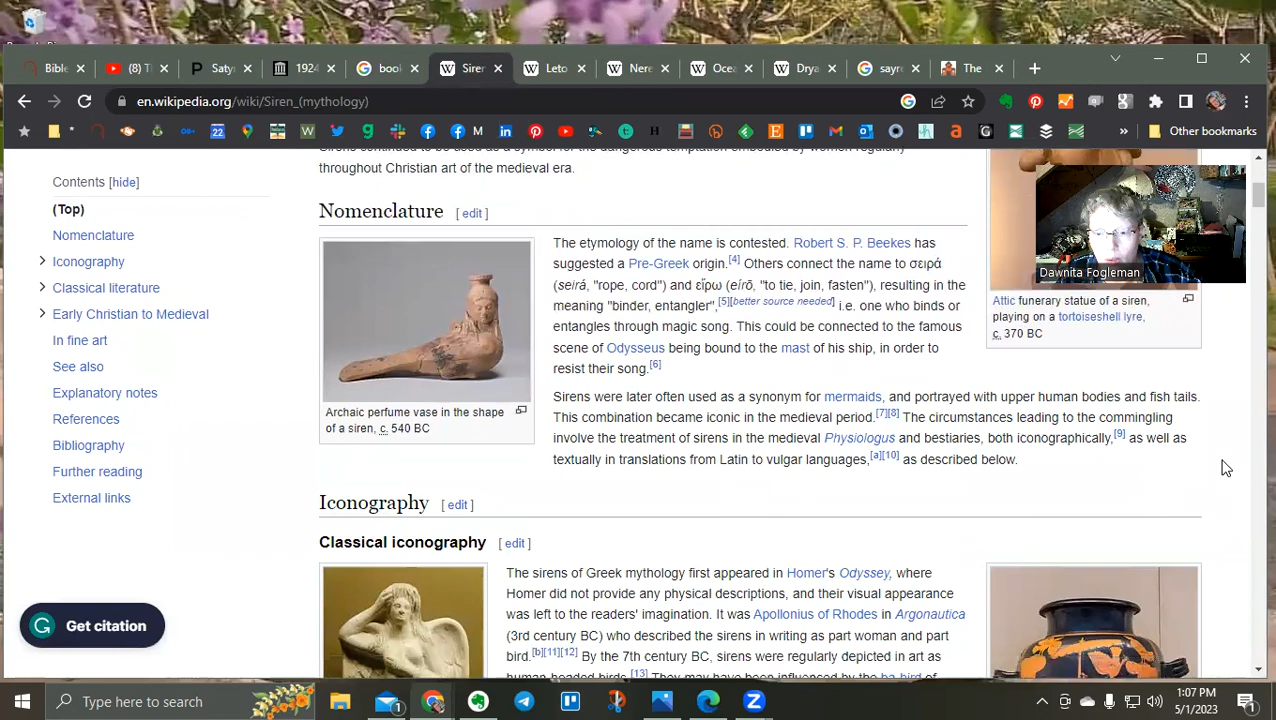 Bible
(8) T
P Saty
1924
book
Sire
Leto
Nere
Ocea
Drya
sayre
The
en.wikipedia.org/wiki/Siren_(mythology)
22
M
Other bookmarks
Sirens continued to be used as a symbol for the dangerous temptation embodied by women regularly
throughout Christian art of the medieval era.
Contents [hide]
(Top)
Nomenclature
Iconography
Classical literature
Early Christian to Medieval
In fine art
See also
Explanatory notes
References
Bibliography
Further reading
External links
Get citation
Nomenclature [ edit ]
Archaic perfume vase in the shape
of a siren, c. 540 BC
The etymology of the name is contested. Robert S. P. Beekes has
suggested a Pre-Greek origin.[4] Others connect the name to σειρά
(seirá, "rope, cord") and εἴρω (eírō, "to tie, join, fasten"), resulting in the
meaning "binder, entangler",[5][better source needed] i.e. one who binds or
entangles through magic song. This could be connected to the famous
scene of Odysseus being bound to the mast of his ship, in order to
resist their song.[6]
Dawnita Fogleman
Attic funerary statue of a siren,
playing on a tortoiseshell lyre,
c. 370 BC
Sirens were later often used as a synonym for mermaids, and portrayed with upper human bodies and fish tails.
This combination became iconic in the medieval period.[7][8] The circumstances leading to the commingling
involve the treatment of sirens in the medieval Physiologus and bestiaries, both iconographically,[9] as well as
textually in translations from Latin to vulgar languages,[a][10] as described below.
Iconography [ edit ]
Classical iconography [ edit ]
The sirens of Greek mythology first appeared in Homer's Odyssey, where
Homer did not provide any physical descriptions, and their visual appearance
was left to the readers' imagination. It was Apollonius of Rhodes in Argonautica
(3rd century BC) who described the sirens in writing as part woman and part
bird.[b][11][12] By the 7th century BC, sirens were regularly depicted in art as
human-headed birds.[13] They may have been influenced by the ba-bird of
Type here to search
1
1:07 PM
5/1/2023
1